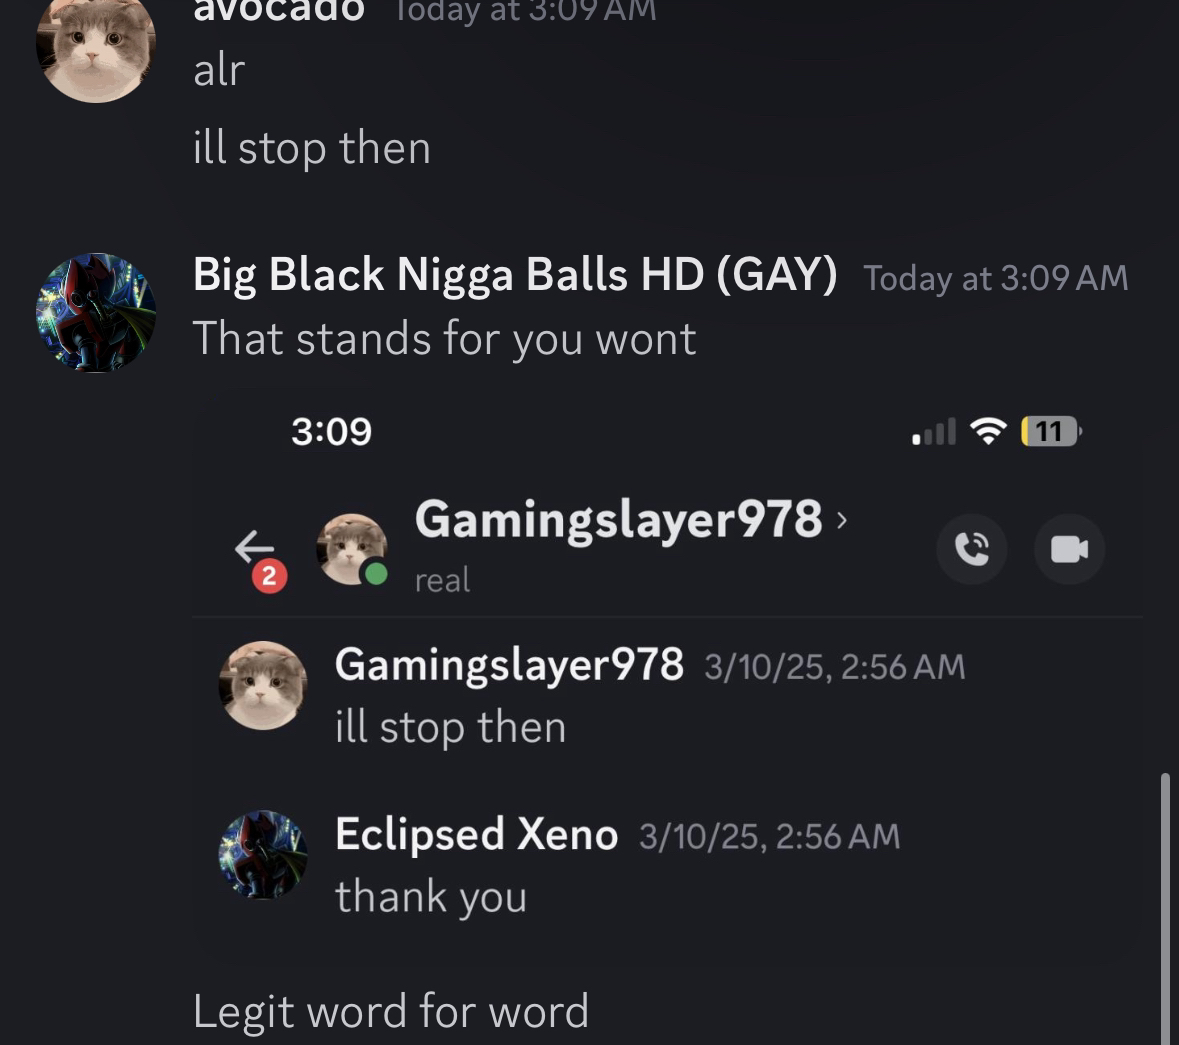 avocado Today at 3:09 AM
alr
ill stop then
Big Black Nigga Balls HD (GAY) Today at 3:09 AM
That stands for you wont
3:09 11
Gamingslayer978 ›
2
real
Gamingslayer978 3/10/25, 2:56 AM
ill stop then
Eclipsed Xeno 3/10/25, 2:56 AM
thank you
Legit word for word